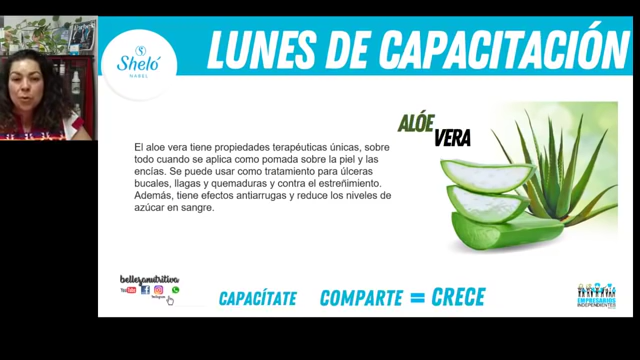 LUNES DE CAPACITACIÓN
S
Sheló
NABEL
ALÓE
VERA
El aloe vera tiene propiedades terapéuticas únicas, sobre
todo cuando se aplica como pomada sobre la piel y las
encías. Se puede usar como tratamiento para úlceras
bucales, llagas y quemaduras y contra el estreñimiento.
Además, tiene efectos antiarrugas y reduce los niveles de
azúcar en sangre.
bellezanutritiva
YouTube
Instagram
CAPACÍTATE COMPARTE = CRECE
EMPRESARIOS
INDEPENDIENTES